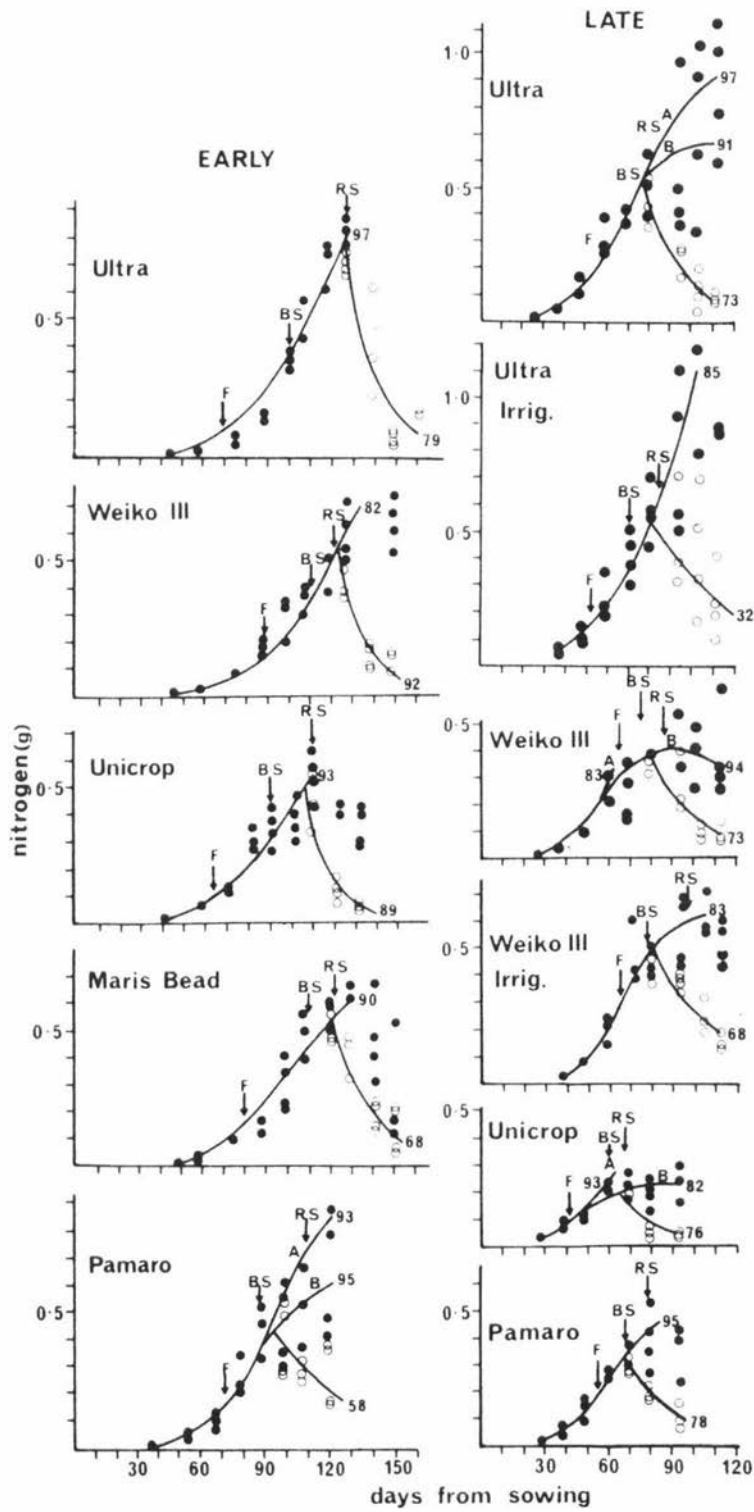 EARLY
Ultra
0·5
F
BS
RS
97
79
Weiko III
0·5
F
BS
RS
82
92
Unicrop
0·5
F
BS
RS
93
89
Maris Bead
0·5
F
BS
RS
90
68
Pamaro
0·5
F
BS
RS
A
B
93
95
58
0 30 60 90 120 150
LATE
Ultra
1·0
0·5
F
BS
RS
A
B
97
91
73
Ultra
Irrig.
1·0
0·5
F
BS
RS
85
32
Weiko III
0·5
F
BS
RS
A
B
83
94
73
Weiko III
Irrig.
0·5
F
BS
RS
83
68
Unicrop
0·5
F
BS
RS
A
B
93
82
76
Pamaro
0·5
F
BS
RS
95
78
30 60 90 120
nitrogen(g)
days from sowing